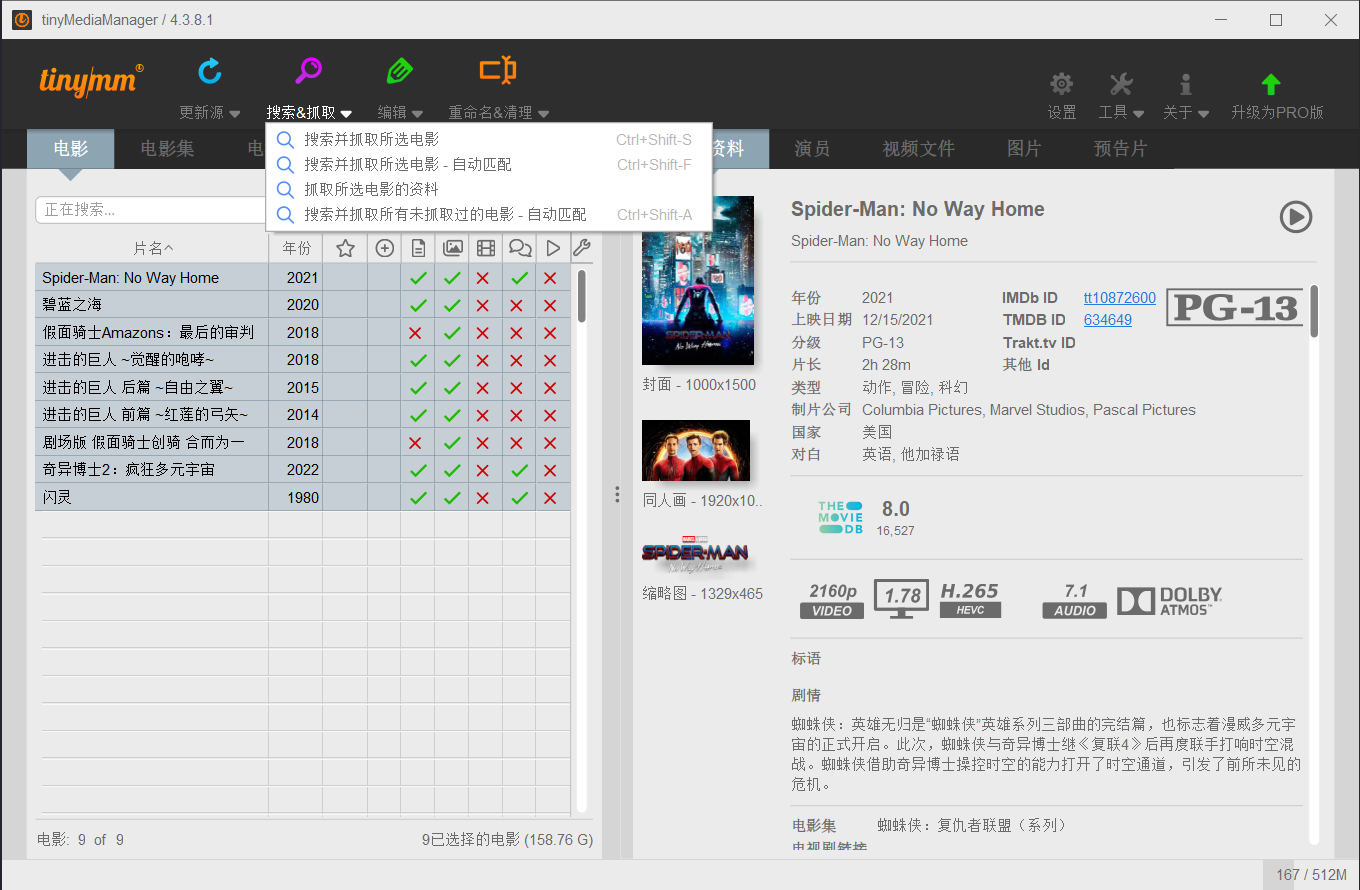 tinyMediaManager / 4.3.8.1
tinymm
更新源
搜索&抓取
编辑
重命名&清理
设置
工具
关于
升级为PRO版
电影
电影集
电
资料
演员
视频文件
图片
预告片
搜索并抓取所选电影 Ctrl+Shift-S
搜索并抓取所选电影 - 自动匹配 Ctrl+Shift-F
抓取所选电影的资料
搜索并抓取所有未抓取过的电影 - 自动匹配 Ctrl+Shift-A
正在搜索...
片名 年份
Spider-Man: No Way Home 2021
碧蓝之海 2020
假面骑士Amazons：最后的审判 2018
进击的巨人 ~觉醒的咆哮~ 2018
进击的巨人 后篇 ~自由之翼~ 2015
进击的巨人 前篇 ~红莲的弓矢~ 2014
剧场版 假面骑士创骑 合而为一 2018
奇异博士2：疯狂多元宇宙 2022
闪灵 1980
电影: 9 of 9
9已选择的电影 (158.76 G)
SPIDER-MAN
No Way Home
封面 - 1000x1500
同人画 - 1920x10..
MARVEL
SPIDER-MAN
No Way Home
缩略图 - 1329x465
Spider-Man: No Way Home
Spider-Man: No Way Home
年份 2021
上映日期 12/15/2021
分级 PG-13
片长 2h 28m
类型 动作, 冒险, 科幻
制片公司 Columbia Pictures, Marvel Studios, Pascal Pictures
国家 美国
对白 英语, 他加禄语
IMDb ID tt10872600
TMDB ID 634649
Trakt.tv ID
其他 Id
PG-13
THE
MOVIE
DB
8.0
16,527
2160p
VIDEO
1.78
H.265
HEVC
7.1
AUDIO
DOLBY
ATMOS™
标语
剧情
蜘蛛侠：英雄无归是“蜘蛛侠”英雄系列三部曲的完结篇，也标志着漫威多元宇
宙的正式开启。此次，蜘蛛侠与奇异博士继《复联4》后再度联手打响时空混
战。蜘蛛侠借助奇异博士操控时空的能力打开了时空通道，引发了前所未见的
危机。
电影集 蜘蛛侠：复仇者联盟（系列）
电视剧链接
167 / 512M